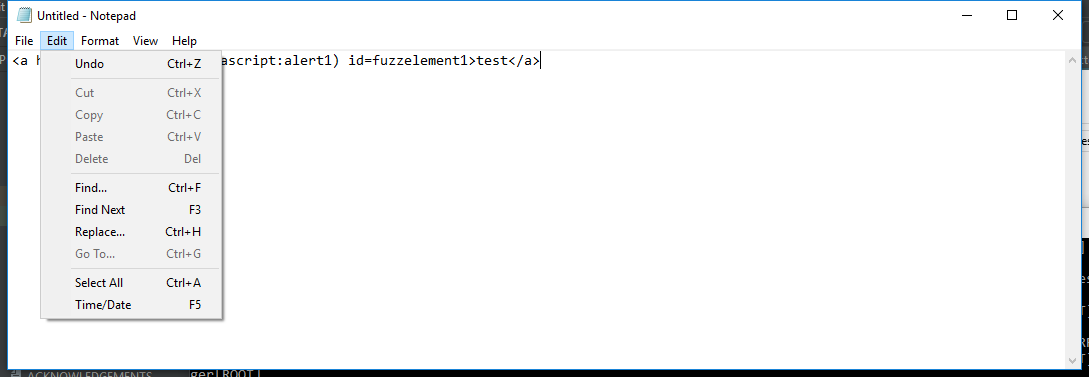 Untitled - Notepad
File Edit Format View Help
<a h ascript:alert1) id=fuzzelement1>test</a>
Undo Ctrl+Z
Cut Ctrl+X
Copy Ctrl+C
Paste Ctrl+V
Delete Del
Find... Ctrl+F
Find Next F3
Replace... Ctrl+H
Go To... Ctrl+G
Select All Ctrl+A
Time/Date F5
ACKNOWLEDGEMENTS
ger[ROOT]